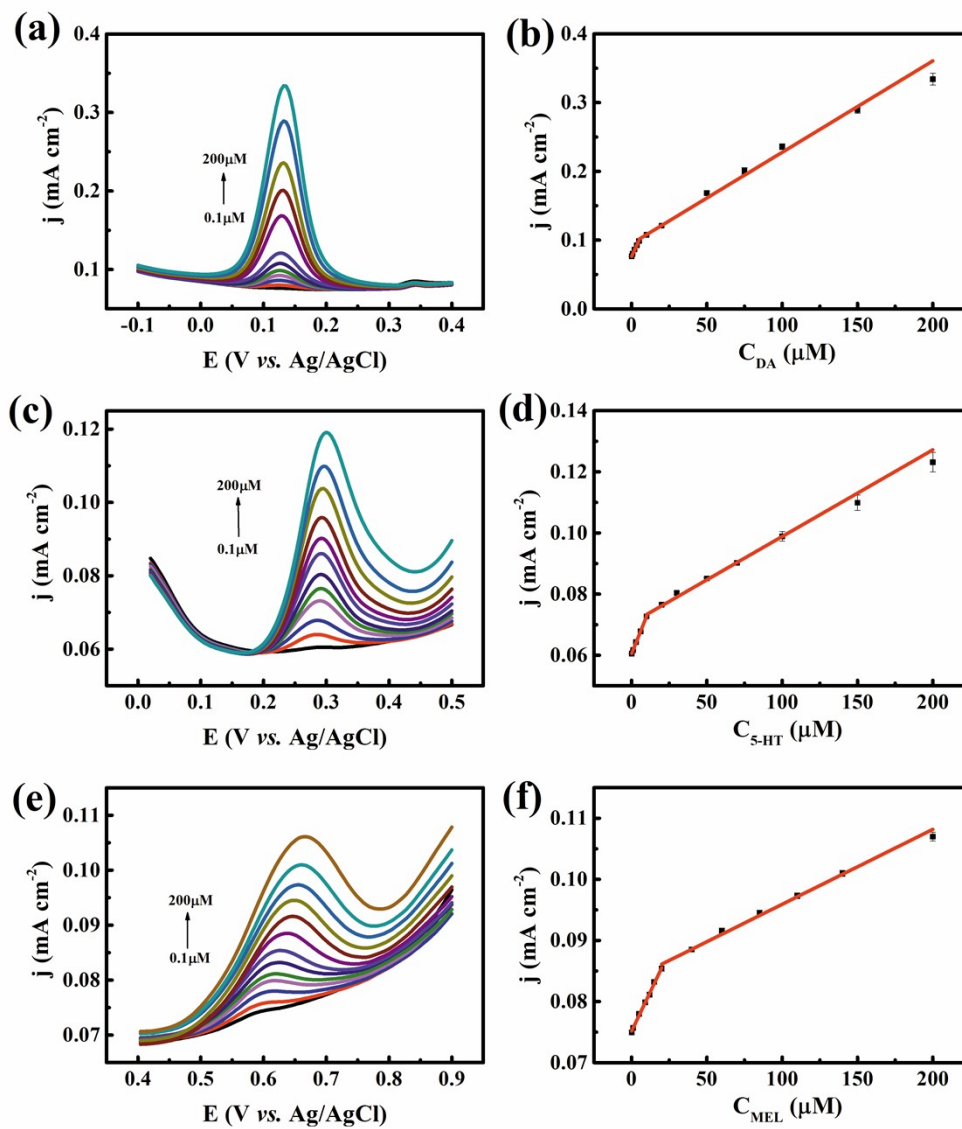 (a)
0.4
0.3
0.2
0.1
j (mA cm-2)
200μM
0.1μM
-0.1 0.0 0.1 0.2 0.3 0.4
E (V vs. Ag/AgCl)
(b)
0.4
0.3
0.2
0.1
0.0
j (mA cm-2)
0 50 100 150 200
CDA (μM)
(c)
0.12
0.10
0.08
0.06
j (mA cm-2)
200μM
0.1μM
0.0 0.1 0.2 0.3 0.4 0.5
E (V vs. Ag/AgCl)
(d)
0.14
0.12
0.10
0.08
0.06
j (mA cm-2)
0 50 100 150 200
C5-HT (μM)
(e)
0.11
0.10
0.09
0.08
0.07
j (mA cm-2)
200μM
0.1μM
0.4 0.5 0.6 0.7 0.8 0.9
E (V vs. Ag/AgCl)
(f)
0.11
0.10
0.09
0.08
0.07
j (mA cm-2)
0 50 100 150 200
CMEL (μM)